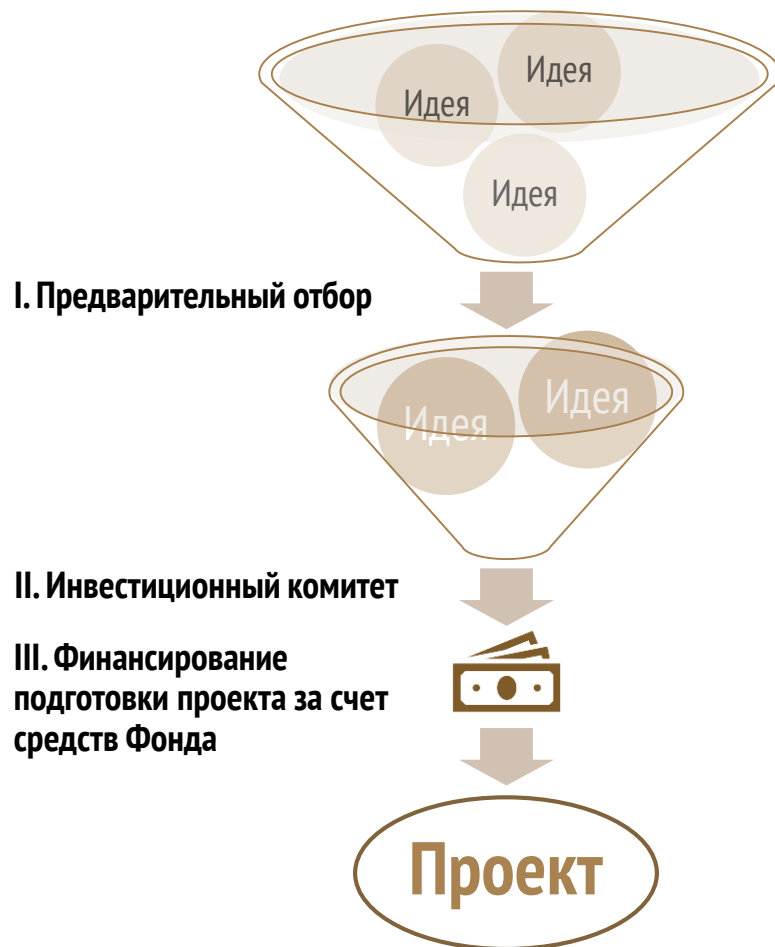 Идея
Идея
Идея
I. Предварительный отбор
Идея
Идея
II. Инвестиционный комитет
III. Финансирование
подготовки проекта за счет
средств Фонда
Проект